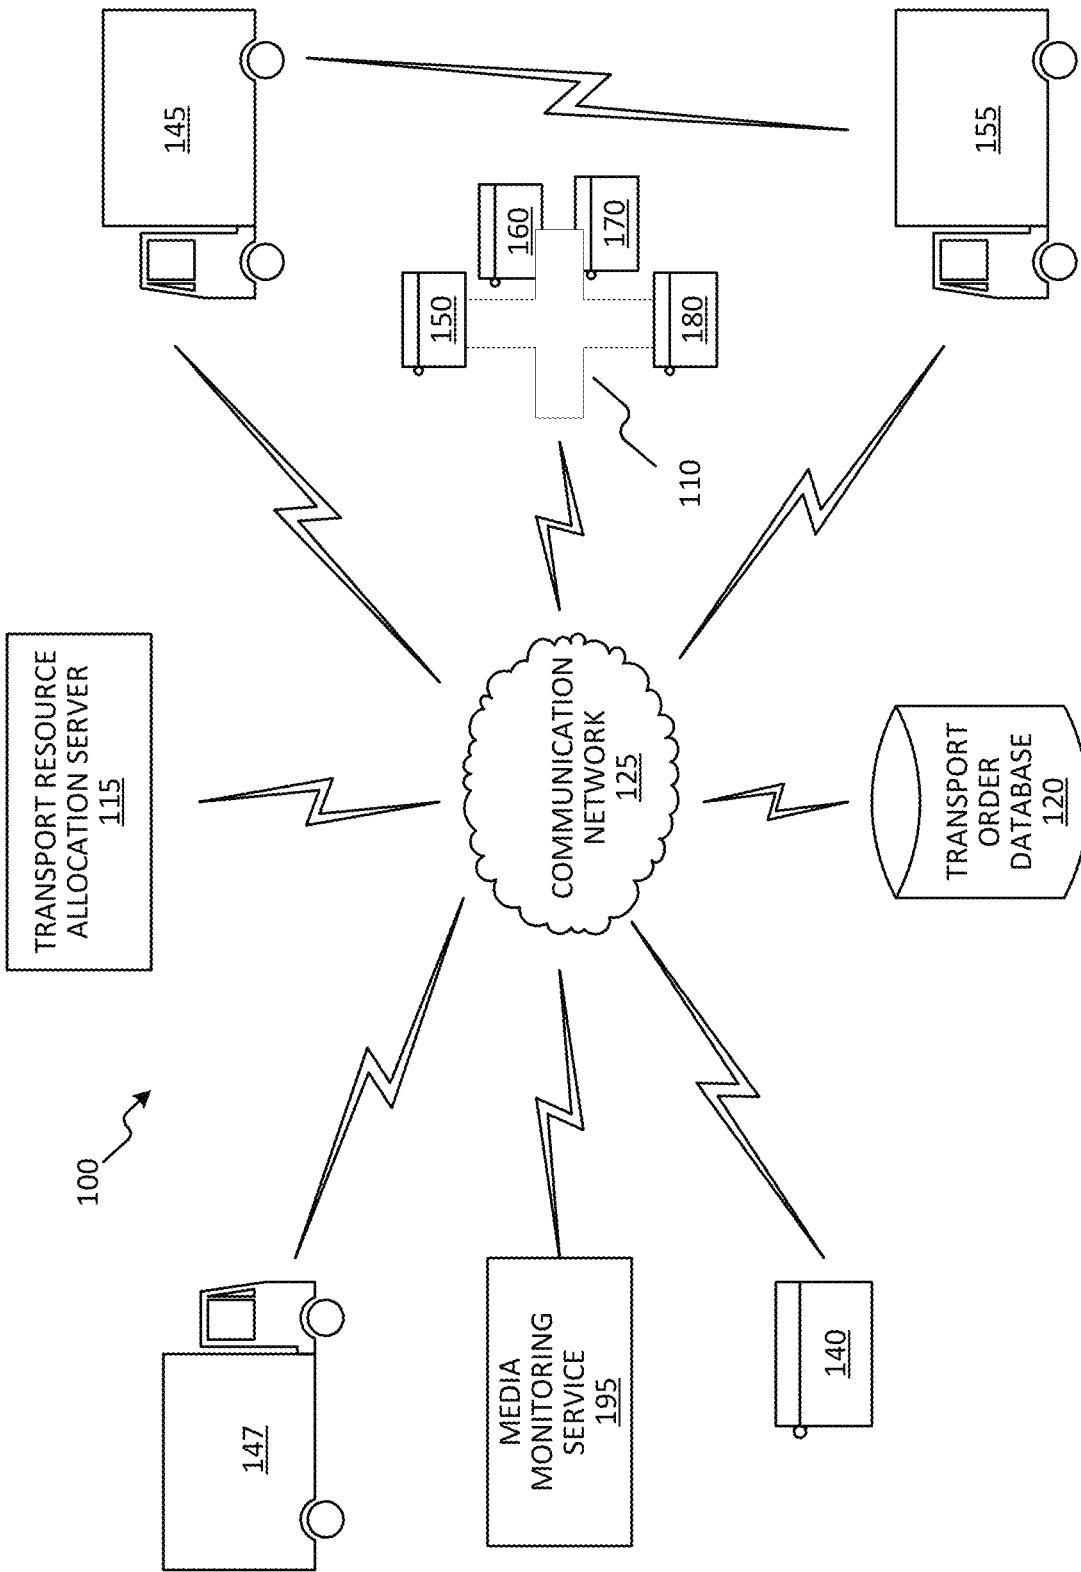 100
TRANSPORT RESOURCE
ALLOCATION SERVER
115
147
145
MEDIA
MONITORING
SERVICE
195
COMMUNICATION
NETWORK
125
110
150
160
170
180
140
TRANSPORT
ORDER
DATABASE
120
155